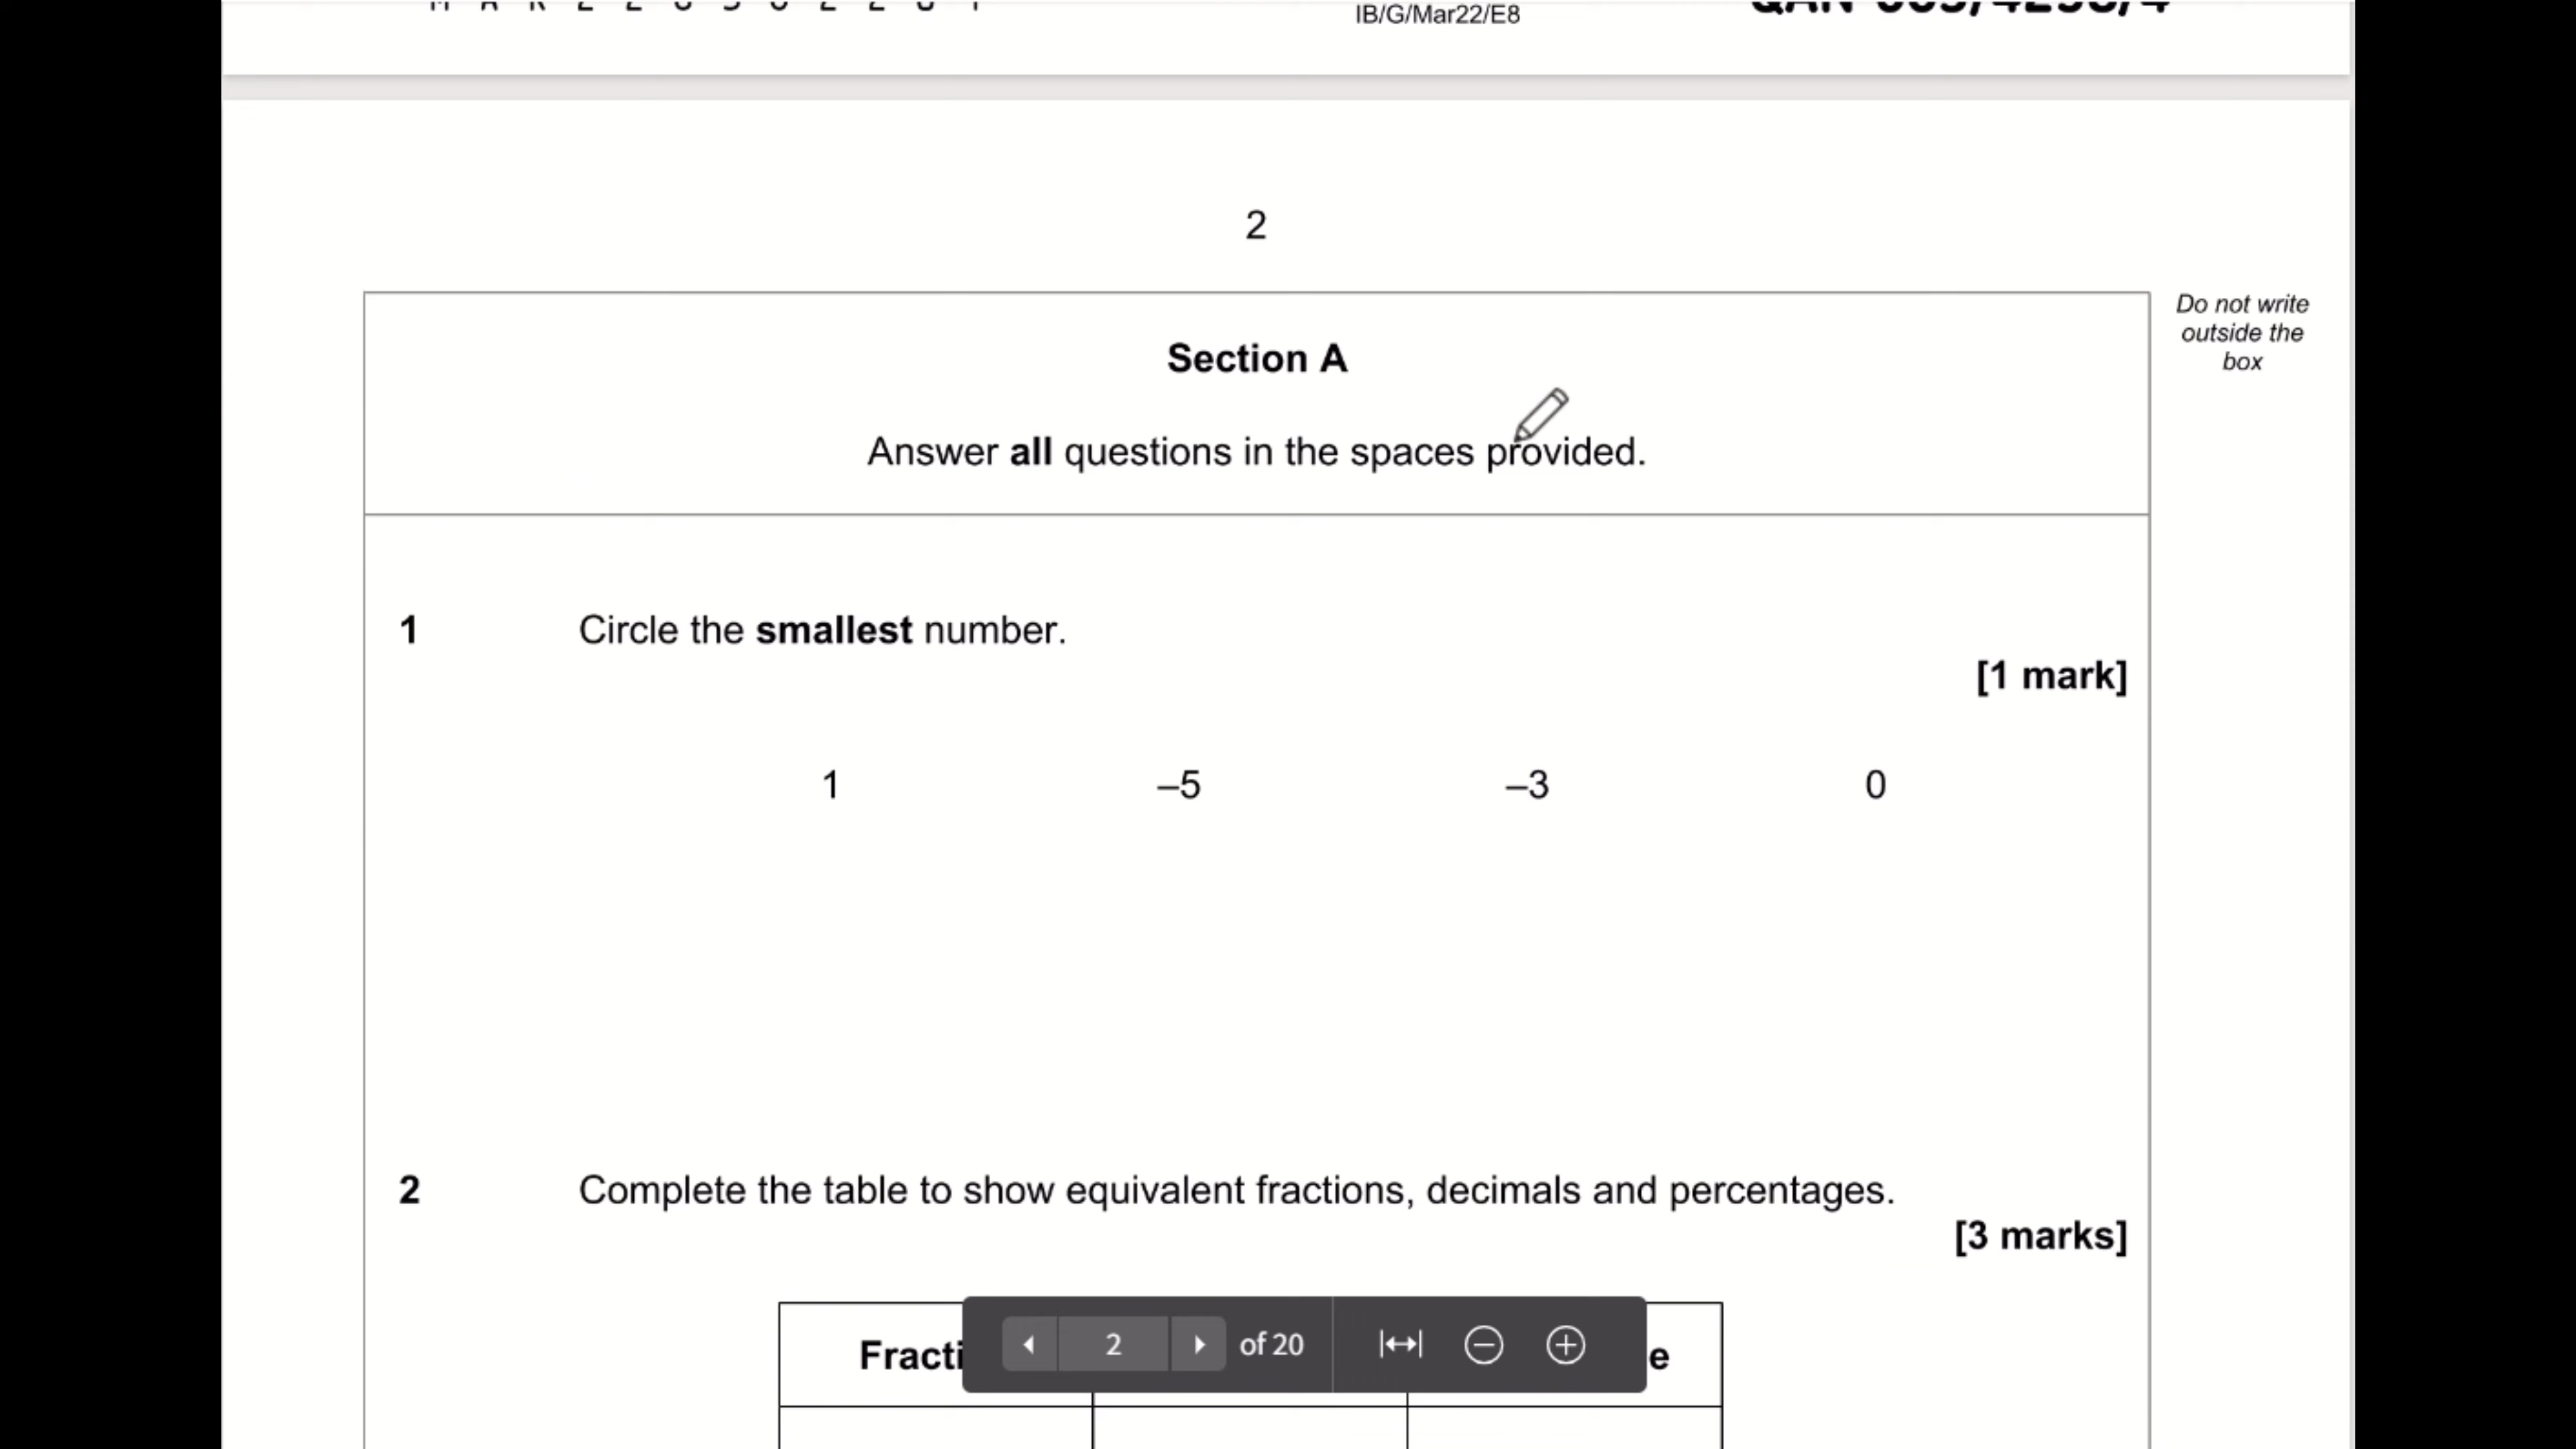 IB/G/Mar22/E8
2
Do not write
outside the
box
Section A
Answer all questions in the spaces provided.
1 Circle the smallest number.
[1 mark]
1 –5 –3 0
2 Complete the table to show equivalent fractions, decimals and percentages.
[3 marks]
2 of 20